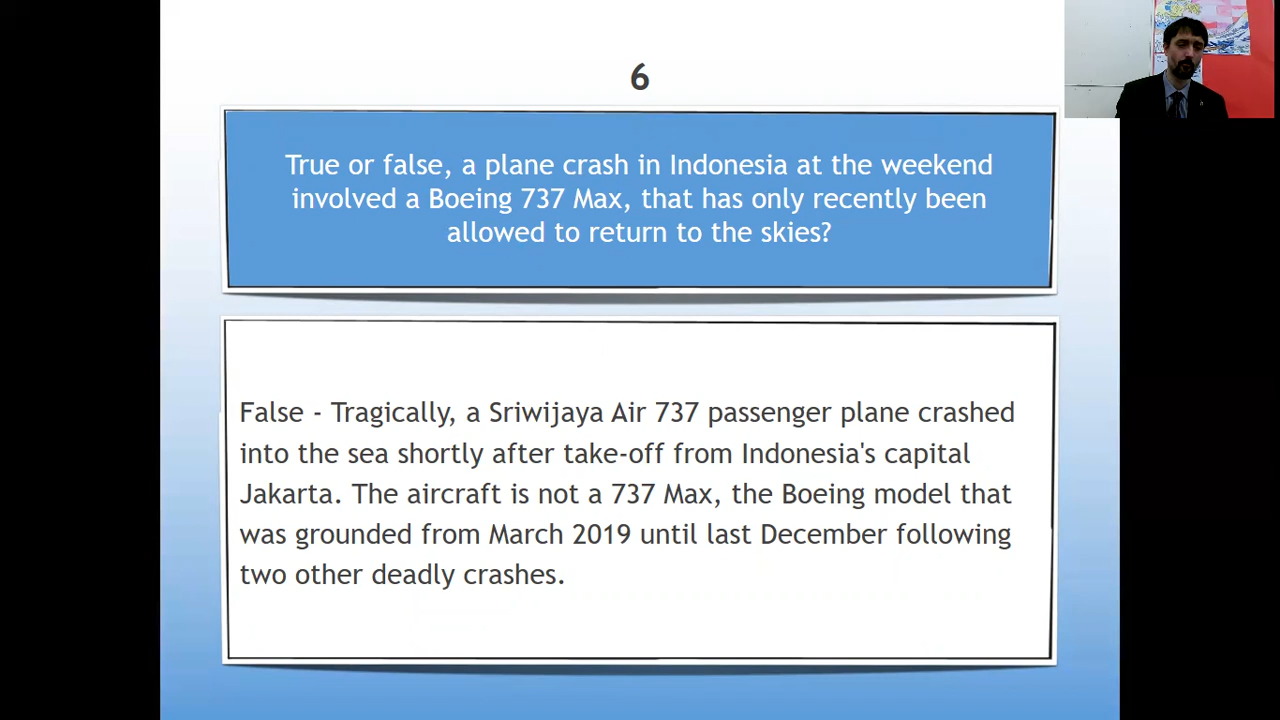 6
True or false, a plane crash in Indonesia at the weekend
involved a Boeing 737 Max, that has only recently been
allowed to return to the skies?
False - Tragically, a Sriwijaya Air 737 passenger plane crashed
into the sea shortly after take-off from Indonesia's capital
Jakarta. The aircraft is not a 737 Max, the Boeing model that
was grounded from March 2019 until last December following
two other deadly crashes.